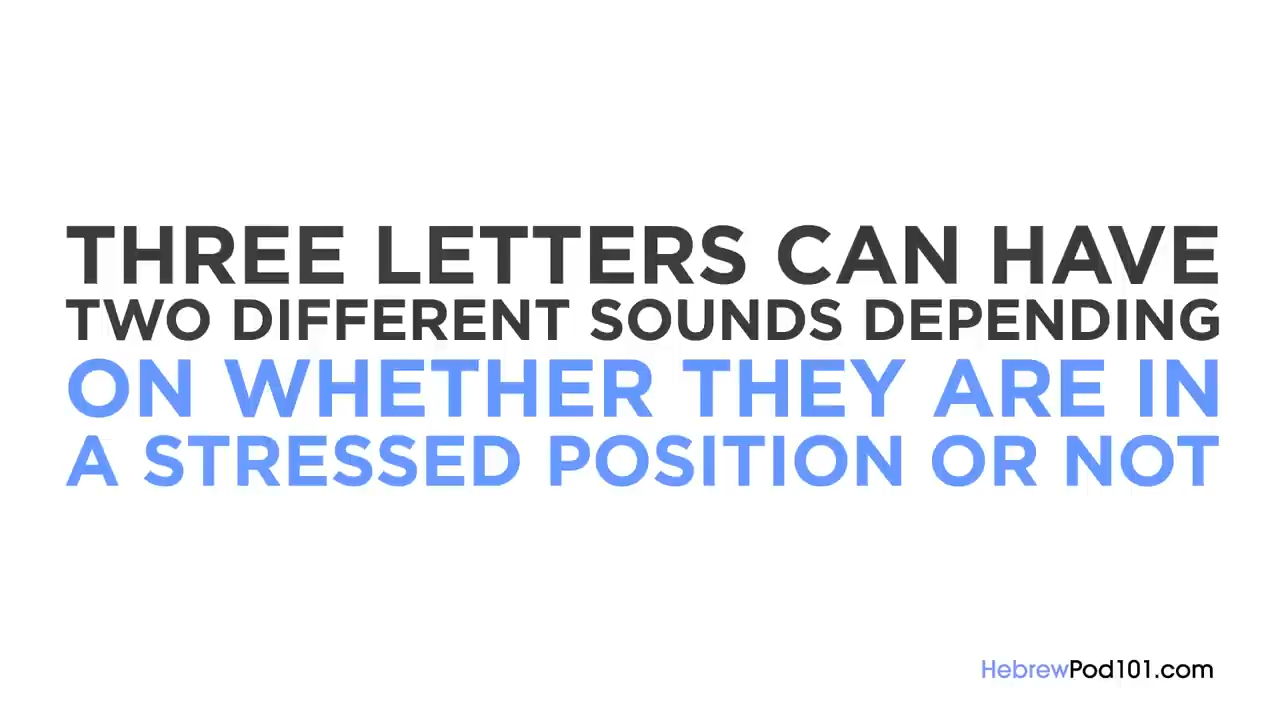 THREE LETTERS CAN HAVE
TWO DIFFERENT SOUNDS DEPENDING
ON WHETHER THEY ARE IN
A STRESSED POSITION OR NOT
HebrewPod101.com